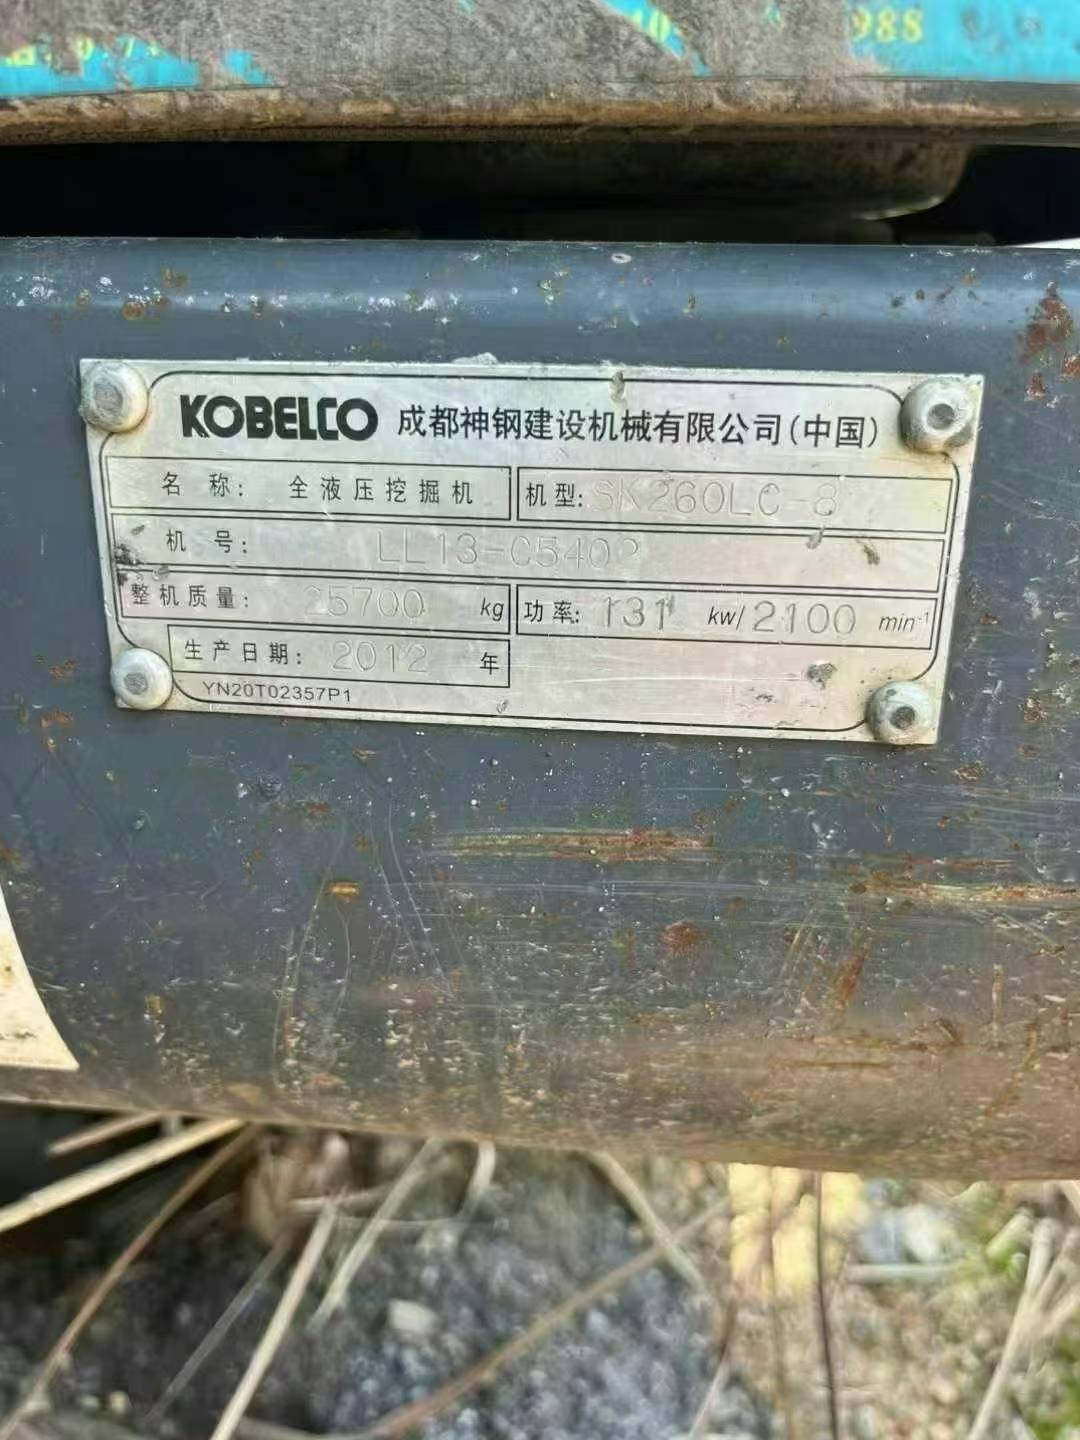 988
KOBELCO 成都神钢建设机械有限公司(中国)
名 称: 全液压挖掘机 机型: SK260LC-8
机 号:
整机质量: 25700 kg 功率: 131 kw/2100 min⁻¹
生产日期: 2012 年
YN20T02357P1